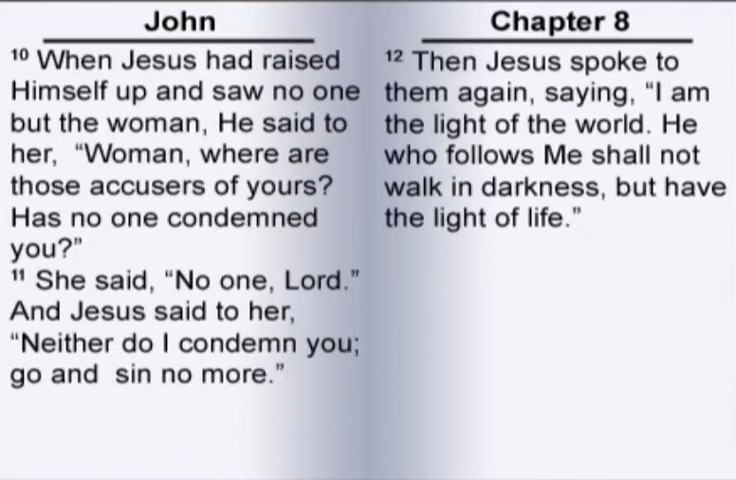 John
10 When Jesus had raised
Himself up and saw no one
but the woman, He said to
her,  “Woman, where are
those accusers of yours?
Has no one condemned
you?”
11 She said, “No one, Lord.”
And Jesus said to her,
“Neither do I condemn you;
go and  sin no more.”
Chapter 8
12 Then Jesus spoke to
them again, saying, “I am
the light of the world. He
who follows Me shall not
walk in darkness, but have
the light of life.”